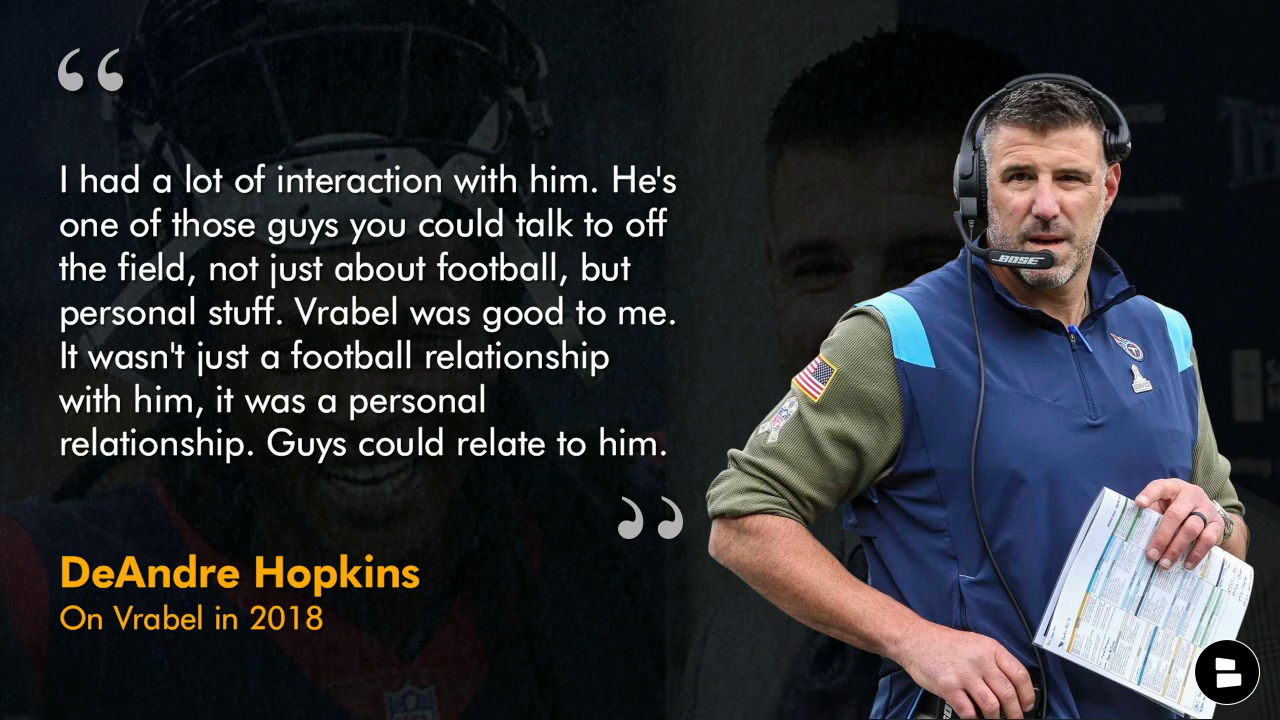 “
I had a lot of interaction with him. He's
one of those guys you could talk to off
the field, not just about football, but
personal stuff. Vrabel was good to me.
It wasn't just a football relationship
with him, it was a personal
relationship. Guys could relate to him.
”
DeAndre Hopkins
On Vrabel in 2018
BOSE